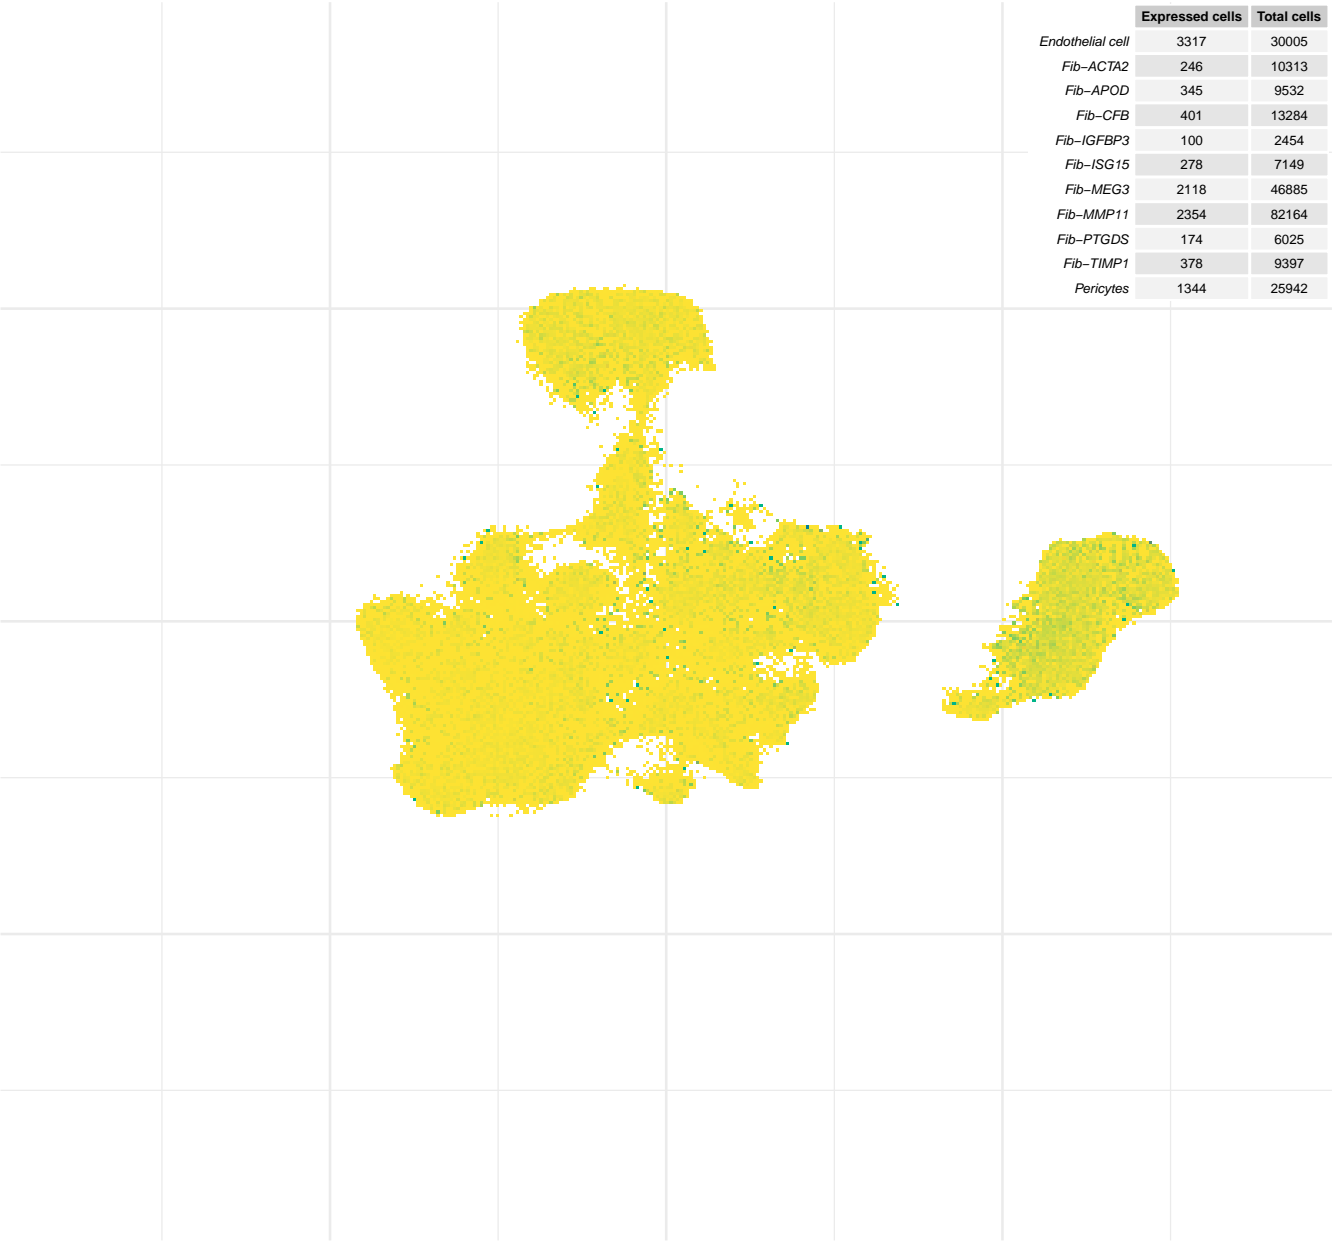 Expressed cells Total cells
Endothelial cell 3317 30005
Fib−ACTA2 246 10313
Fib−APOD 345 9532
Fib−CFB 401 13284
Fib−IGFBP3 100 2454
Fib−ISG15 278 7149
Fib−MEG3 2118 46885
Fib−MMP11 2354 82164
Fib−PTGDS 174 6025
Fib−TIMP1 378 9397
Pericytes 1344 25942